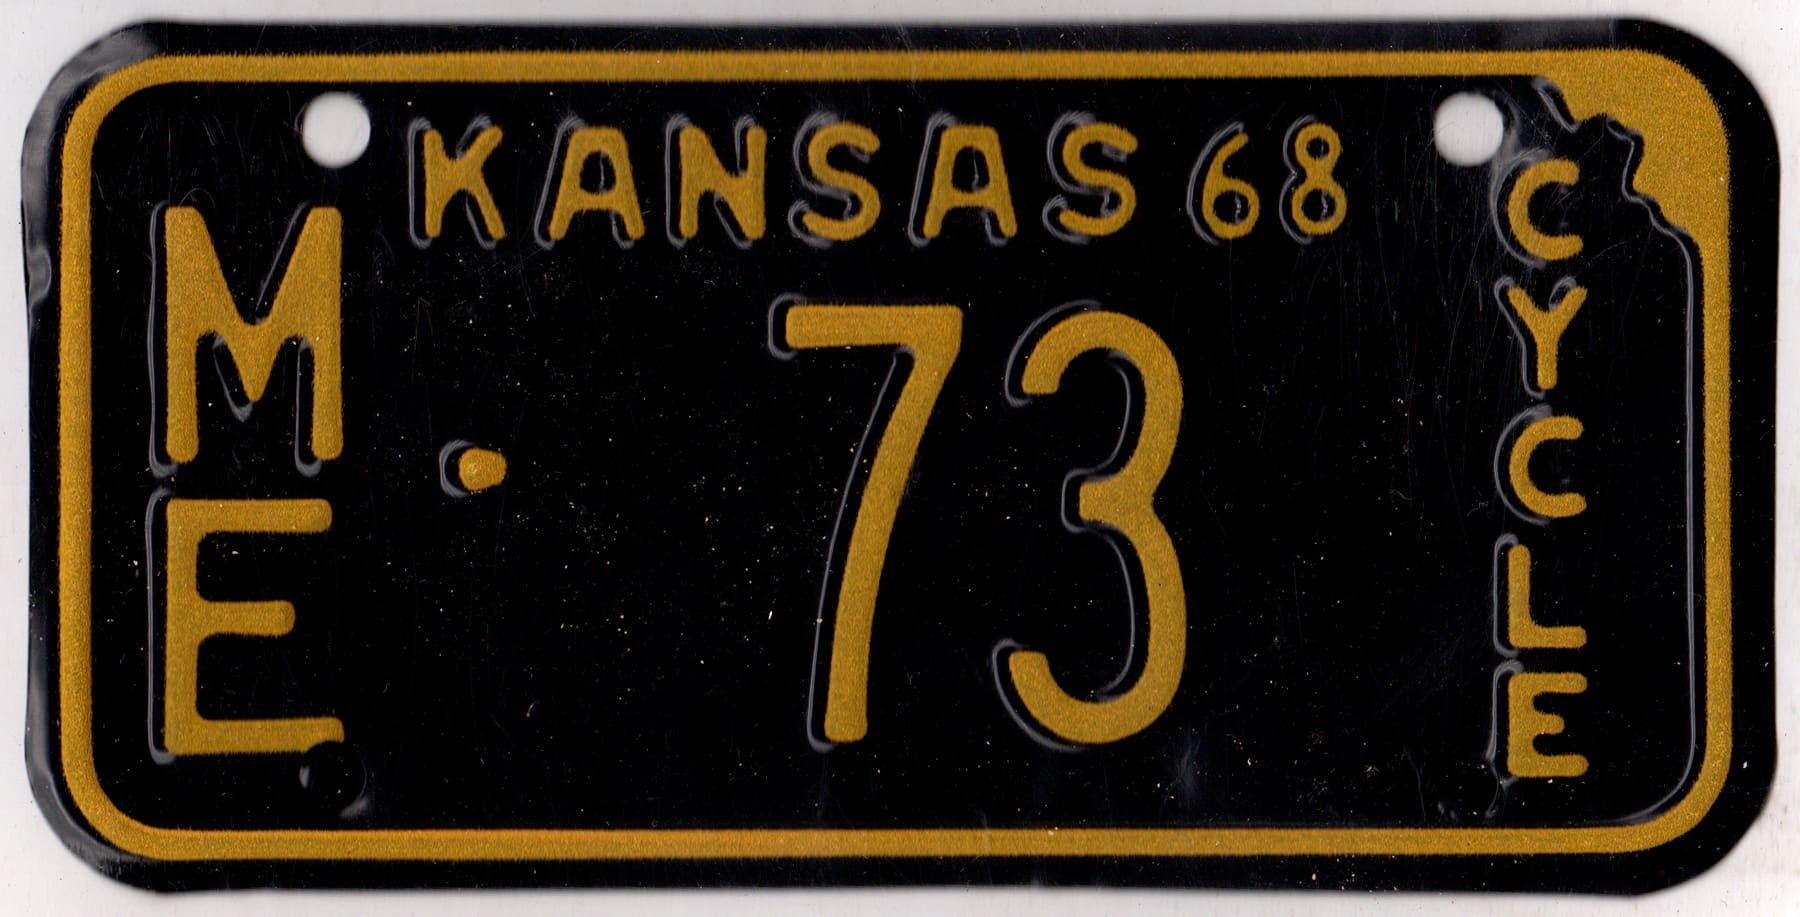 KANSAS 68
ME · 73
CYCLE